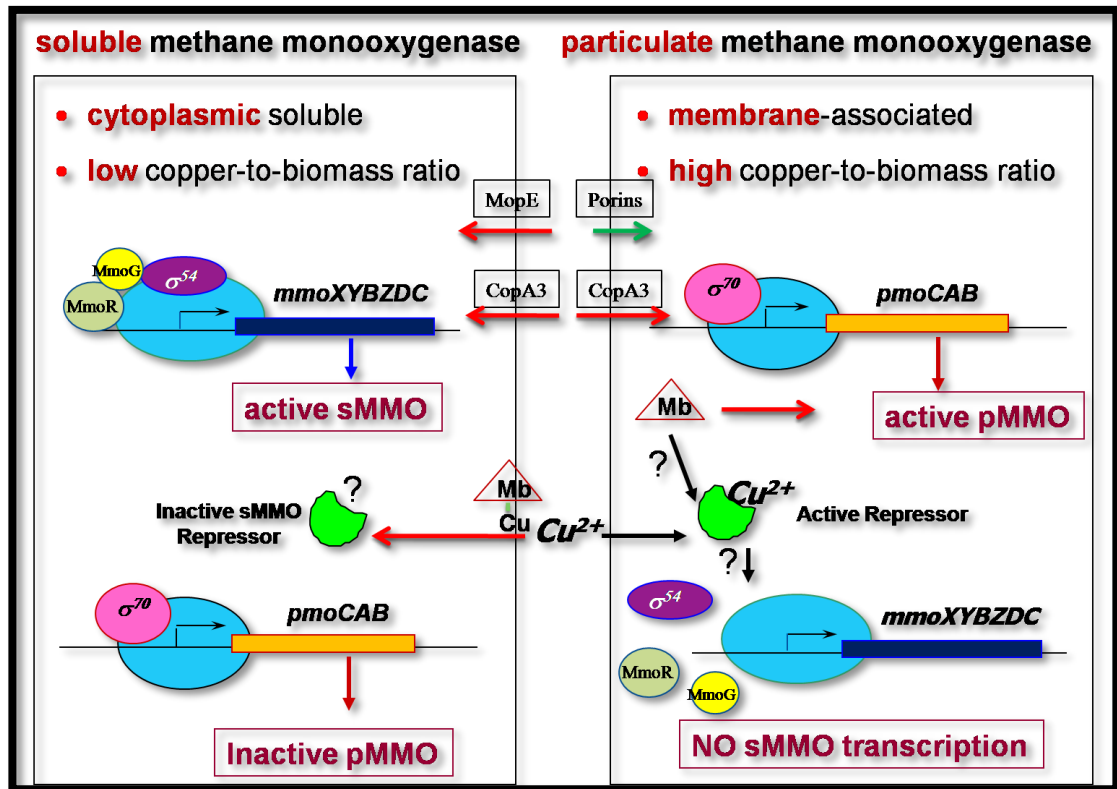 soluble methane monooxygenase
particulate methane monooxygenase
• cytoplasmic soluble
• low copper-to-biomass ratio
• membrane-associated
• high copper-to-biomass ratio
MopE
Porins
CopA3
CopA3
MmoG
σ54
MmoR
mmoXYBZDC
active sMMO
σ70
pmoCAB
active pMMO
Mb
?
Inactive sMMO
Repressor
?
Mb
Cu
Cu2+
Cu2+
Active Repressor
?
σ70
pmoCAB
Inactive pMMO
σ54
mmoXYBZDC
MmoR
MmoG
NO sMMO transcription